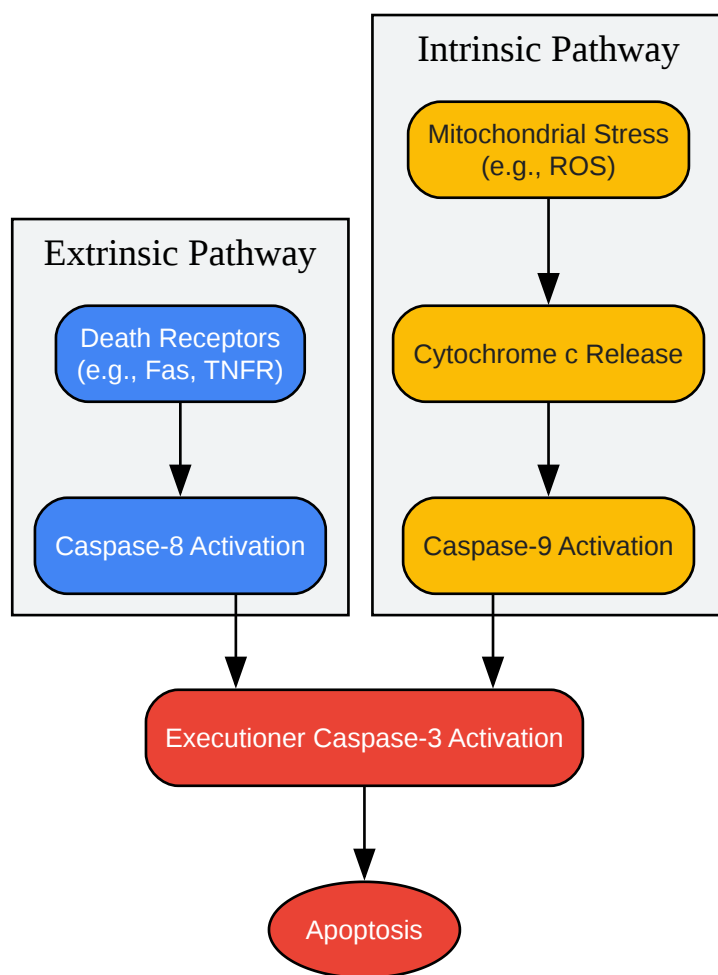 Extrinsic Pathway
Death Receptors
(e.g., Fas, TNFR)
Caspase-8 Activation
Intrinsic Pathway
Mitochondrial Stress
(e.g., ROS)
Cytochrome c Release
Caspase-9 Activation
Executioner Caspase-3 Activation
Apoptosis